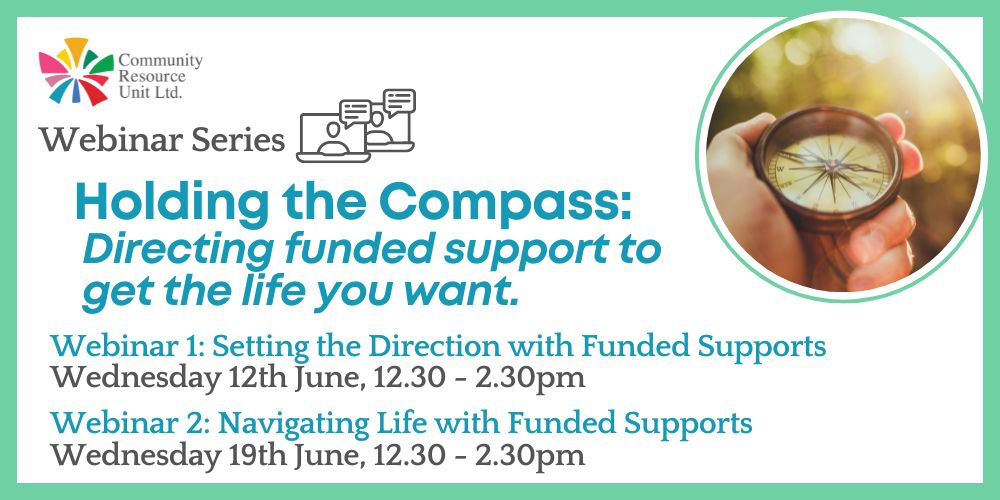 Community
Resource
Unit Ltd.
Webinar Series
Holding the Compass:
Directing funded support to
get the life you want.
Webinar 1: Setting the Direction with Funded Supports
Wednesday 12th June, 12.30 - 2.30pm
Webinar 2: Navigating Life with Funded Supports
Wednesday 19th June, 12.30 - 2.30pm